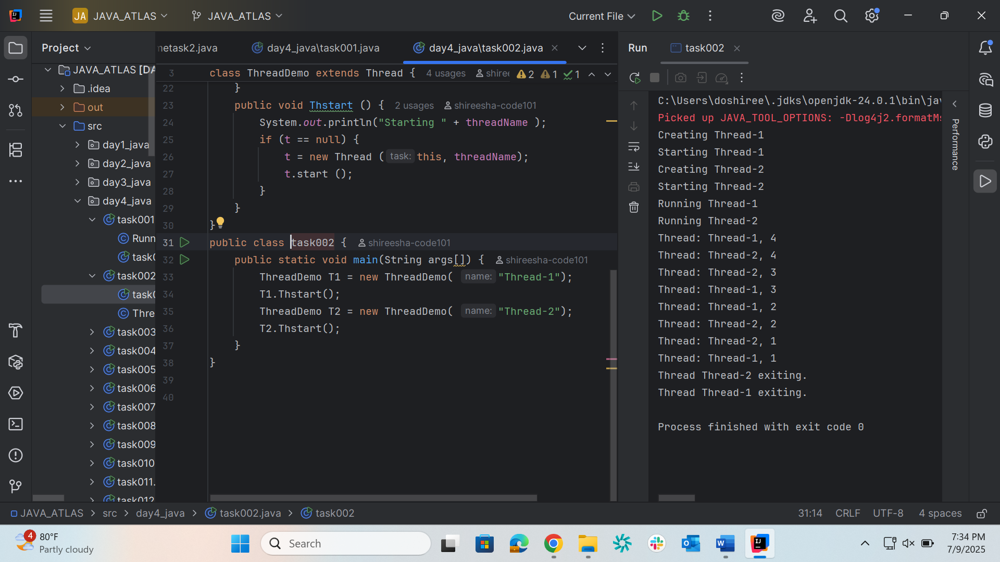 JA JAVA_ATLAS
JAVA_ATLAS
Current File
Project
JAVA_ATLAS [DA
.idea
out
src
day1_java
day2_java
day3_java
day4_java
task001
Runn
task0
task002
task0
Thre
task003
task004
task005
task006
task007
task008
task009
task010
task011.
task012
netask2.java
day4_java\task001.java
day4_java\task002.java
3 class ThreadDemo extends Thread { 4 usages shiree 2 1 1
22 }
23 public void Thstart () { 2 usages shireesha-code101
24 System.out.println("Starting " + threadName );
25 if (t == null) {
26 t = new Thread ( task: this, threadName);
27 t.start ();
28 }
29 }
30 }
31 public class task002 { shireesha-code101
32 public static void main(String args[]) { shireesha-code101
33 ThreadDemo T1 = new ThreadDemo( name: "Thread-1");
34 T1.Thstart();
35 ThreadDemo T2 = new ThreadDemo( name: "Thread-2");
36 T2.Thstart();
37 }
38 }
39
40
Run
task002
C:\Users\doshiree\.jdks\openjdk-24.0.1\bin\jav
Picked up JAVA_TOOL_OPTIONS: -Dlog4j2.formatMs
Creating Thread-1
Starting Thread-1
Creating Thread-2
Starting Thread-2
Running Thread-1
Running Thread-2
Thread: Thread-1, 4
Thread: Thread-2, 4
Thread: Thread-2, 3
Thread: Thread-1, 3
Thread: Thread-1, 2
Thread: Thread-2, 2
Thread: Thread-2, 1
Thread: Thread-1, 1
Thread Thread-2 exiting.
Thread Thread-1 exiting.
Process finished with exit code 0
Performance
JAVA_ATLAS > src > day4_java > task002.java > task002
31:14 CRLF UTF-8 4 spaces
4
80°F
Partly cloudy
Search
7:34 PM
7/9/2025